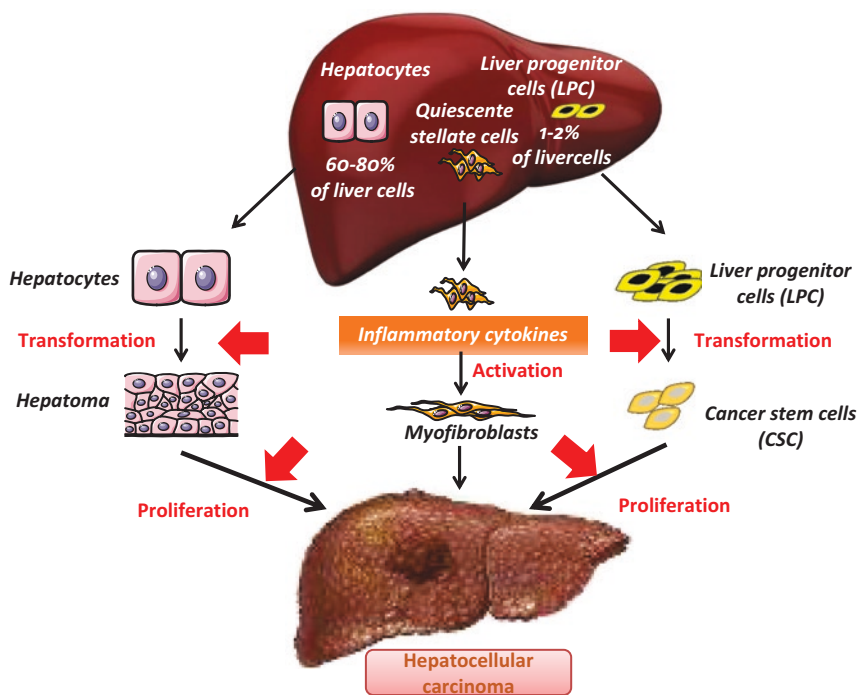 Hepatocytes
60-80%
of liver cells
Quiescente
stellate cells
Liver progenitor
cells (LPC)
1-2%
of livercells
Hepatocytes
Liver progenitor
cells (LPC)
Inflammatory cytokines
Transformation
Transformation
Activation
Hepatoma
Myofibroblasts
Cancer stem cells
(CSC)
Proliferation
Proliferation
Hepatocellular
carcinoma